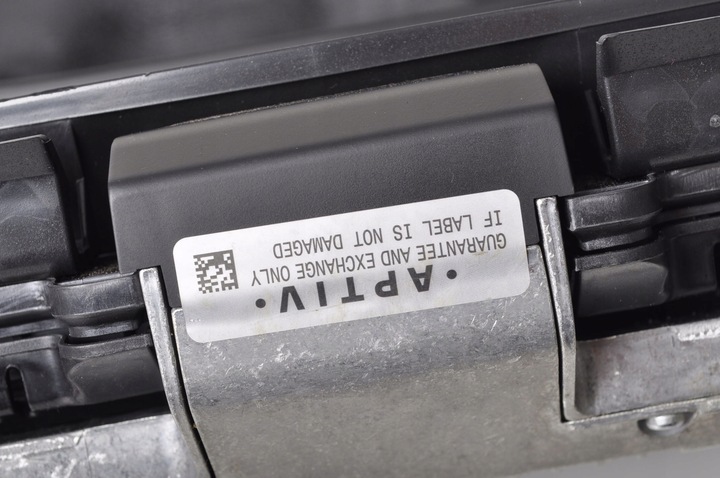 • APTIV •
GUARANTEE AND EXCHANGE ONLY
IF LABEL IS NOT DAMAGED